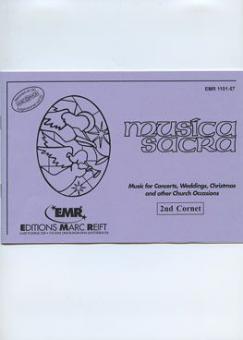 EMR 1101-07
musica
sacra
Music for Concerts, Weddings, Christmas
and other Church Occasions
2nd Cornet
EMR
EDITIONS MARC REIFT